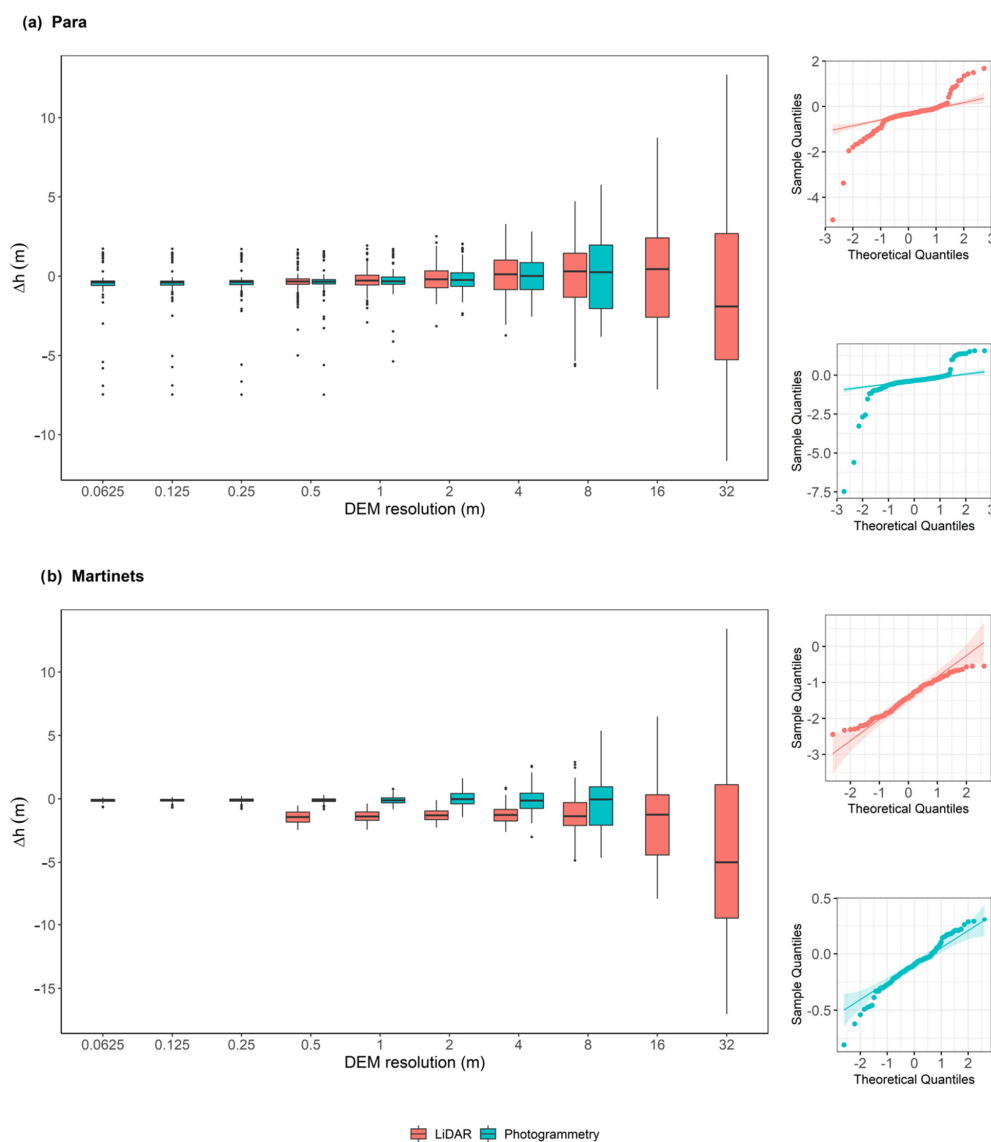 (a) Para
10
5
0
-5
-10
Δh (m)
0.0625 0.125 0.25 0.5 1 2 4 8 16 32
DEM resolution (m)
2
0
-2
-4
Sample Quantiles
-3 -2 -1 0 1 2 3
Theoretical Quantiles
0.0
-2.5
-5.0
-7.5
Sample Quantiles
-3 -2 -1 0 1 2 3
Theoretical Quantiles
(b) Martinets
10
5
0
-5
-10
-15
Δh (m)
0.0625 0.125 0.25 0.5 1 2 4 8 16 32
DEM resolution (m)
0
-1
-2
-3
Sample Quantiles
-2 -1 0 1 2
Theoretical Quantiles
0.5
0.0
-0.5
Sample Quantiles
-2 -1 0 1 2
Theoretical Quantiles
LiDAR Photogrammetry